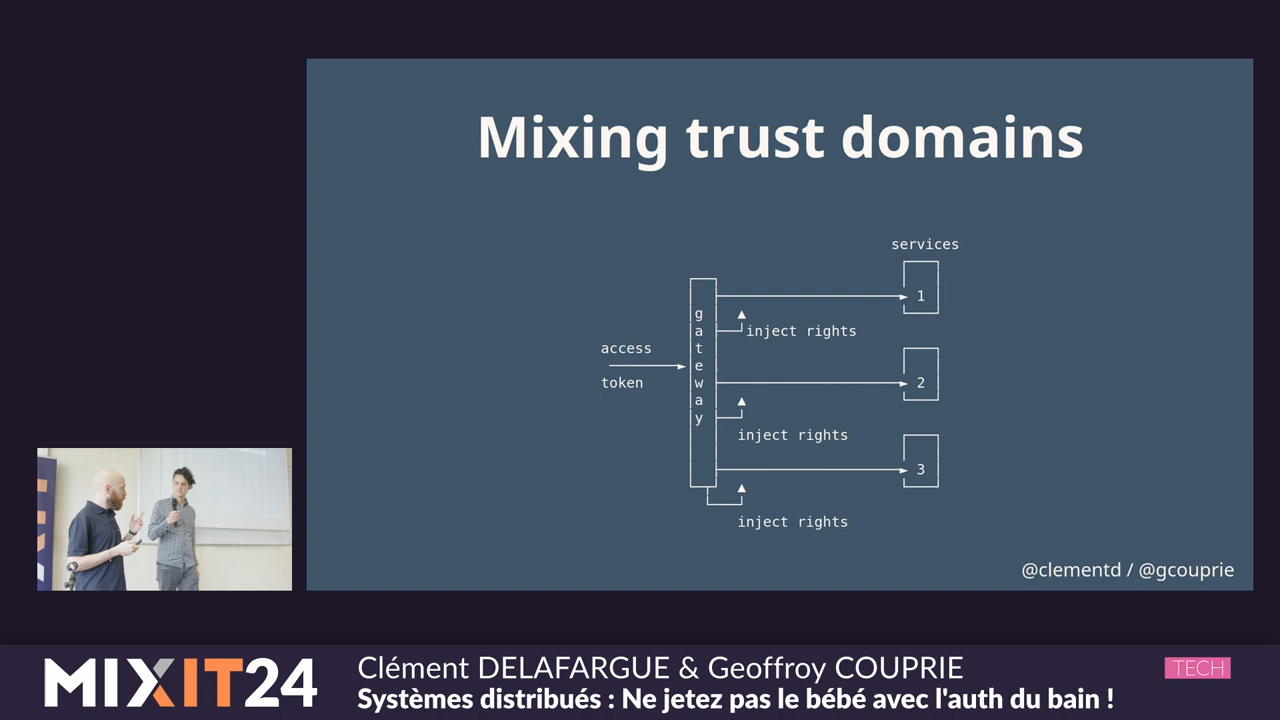 Mixing trust domains
services
1
gateway
inject rights
access
token
2
inject rights
3
inject rights
@clementd / @gcouprie
MIXIT24
Clément DELAFARGUE & Geoffroy COUPRIE
TECH
Systèmes distribués : Ne jetez pas le bébé avec l'auth du bain !